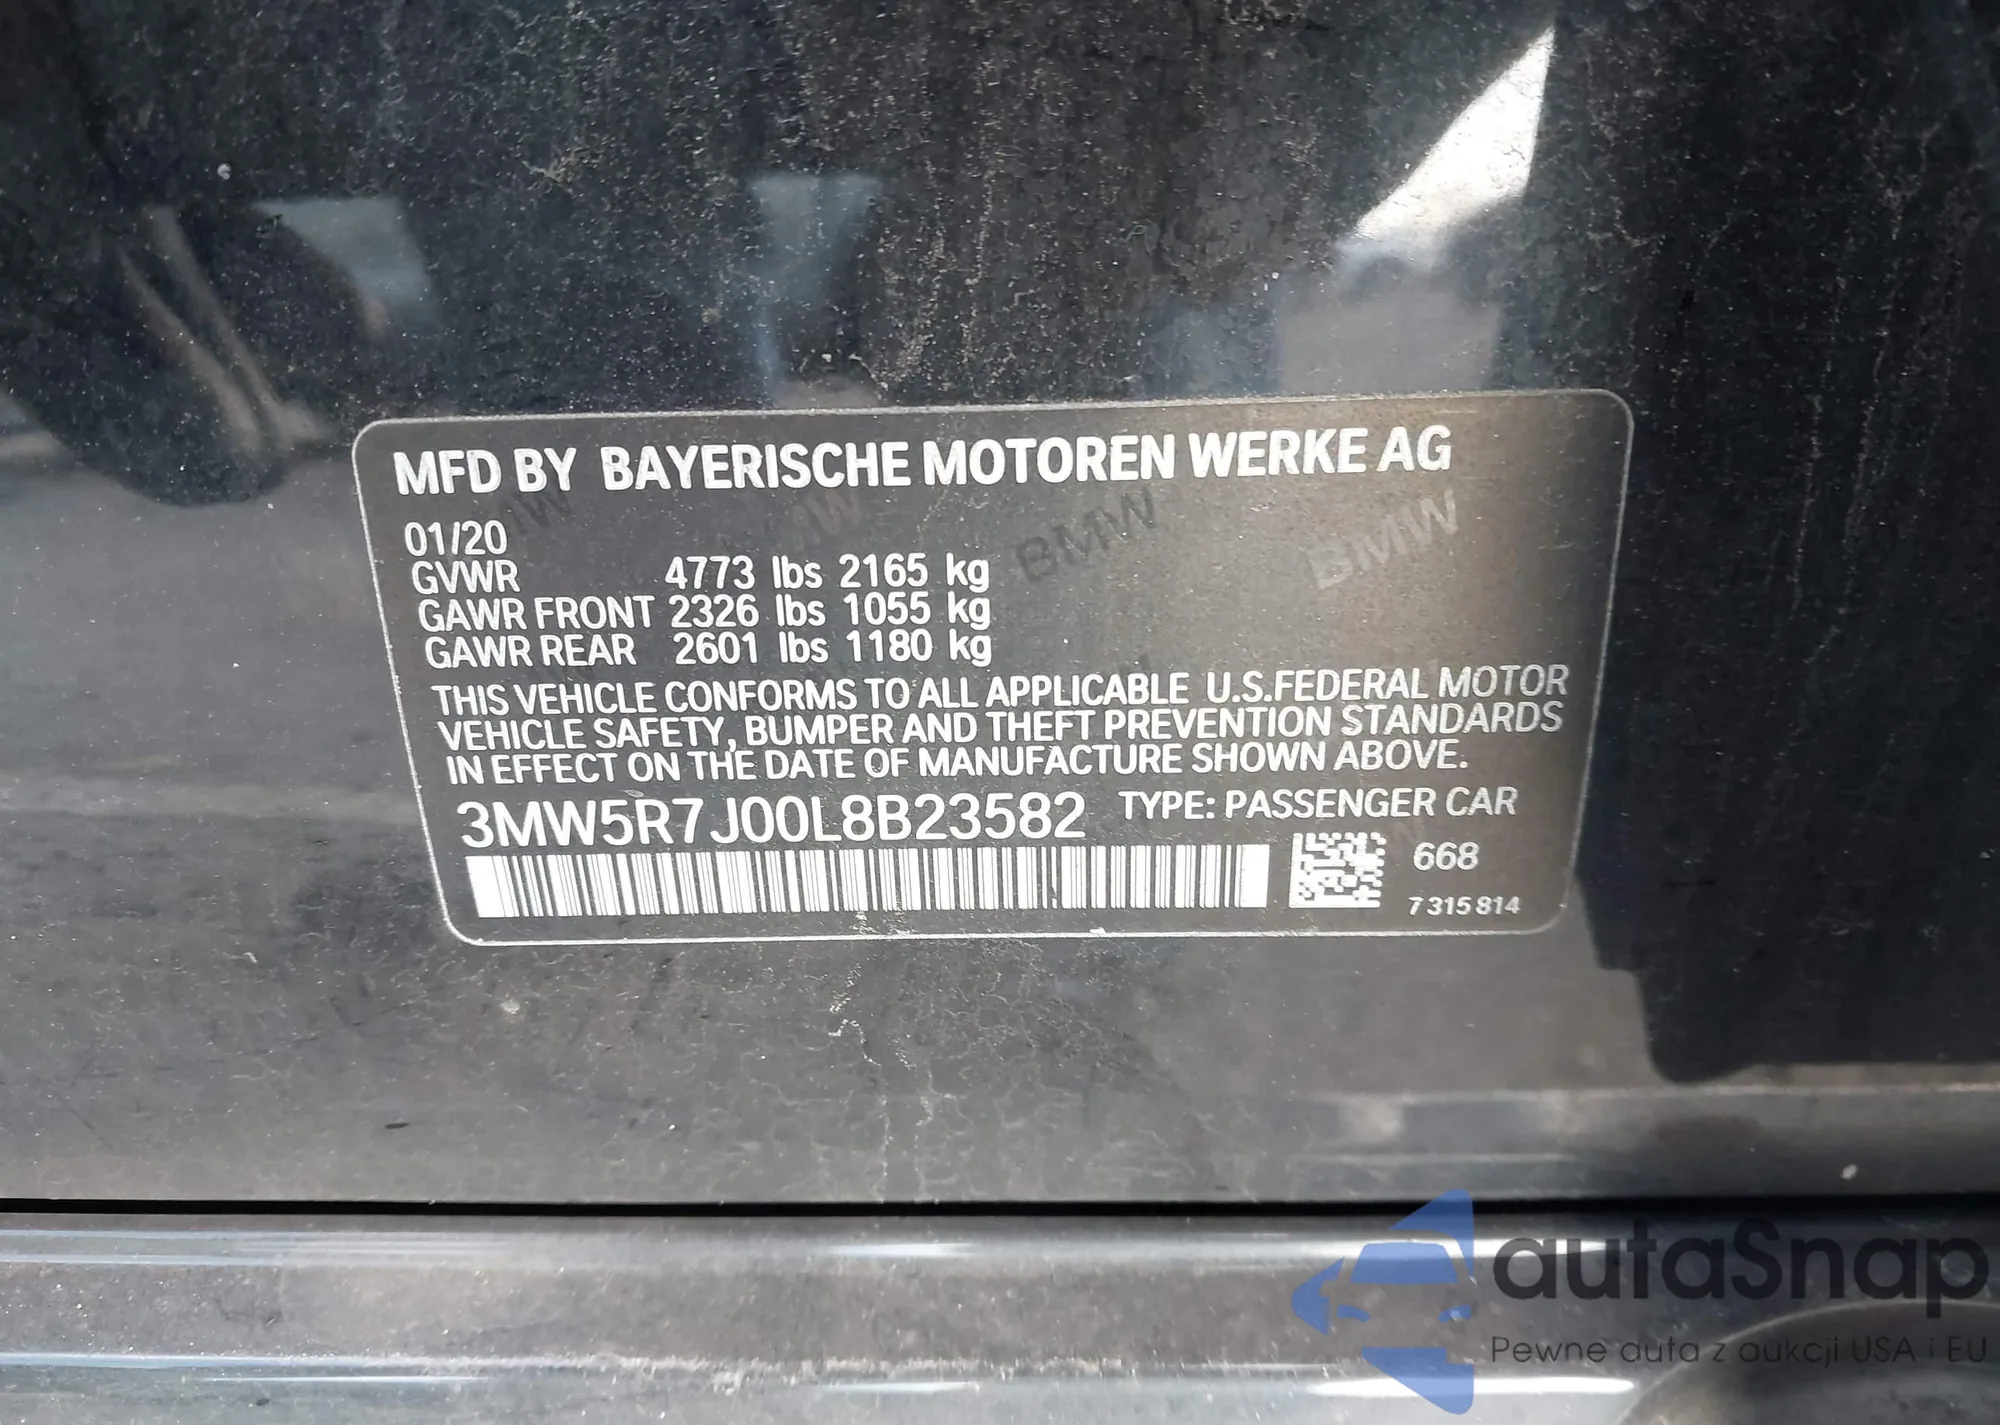 MFD BY BAYERISCHE MOTOREN WERKE AG
01/20
GVWR 4773 lbs 2165 kg
GAWR FRONT 2326 lbs 1055 kg
GAWR REAR 2601 lbs 1180 kg
THIS VEHICLE CONFORMS TO ALL APPLICABLE U.S.FEDERAL MOTOR
VEHICLE SAFETY, BUMPER AND THEFT PREVENTION STANDARDS
IN EFFECT ON THE DATE OF MANUFACTURE SHOWN ABOVE.
3MW5R7J00L8B23582 TYPE: PASSENGER CAR
668
7 315 814
BMW BMW
autaSnap
Pewne auta z aukcji USA i EU